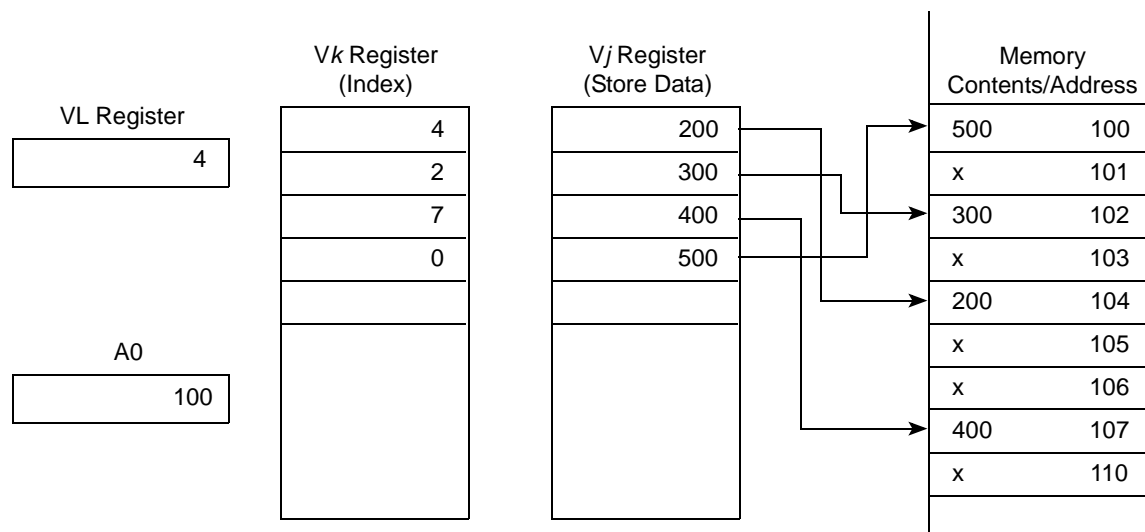 Vk Register
(Index)
Vj Register
(Store Data)
Memory
Contents/Address
VL Register
4
4
2
7
0
200
300
400
500
500 100
x 101
300 102
x 103
200 104
x 105
x 106
400 107
x 110
A0
100